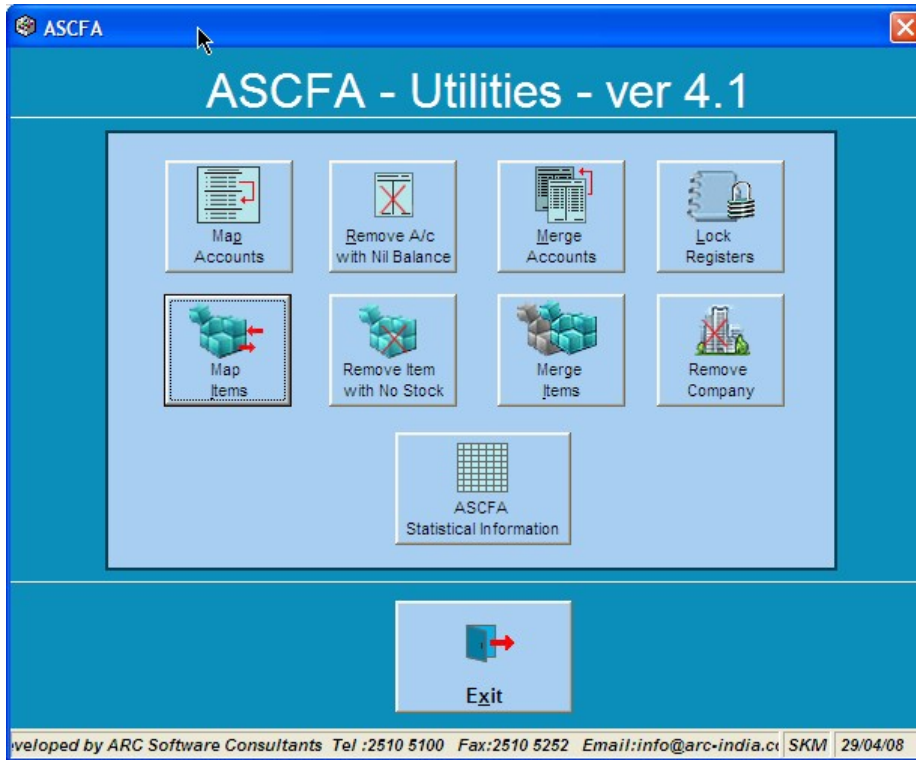 ASCFA
ASCFA - Utilities - ver 4.1
Map
Accounts
Remove A/c
with Nil Balance
Merge
Accounts
Lock
Registers
Map
Items
Remove Item
with No Stock
Merge
Items
Remove
Company
ASCFA
Statistical Information
Exit
veloped by ARC Software Consultants Tel :2510 5100 Fax:2510 5252 Email:info@arc-india.cc SKM 29/04/08